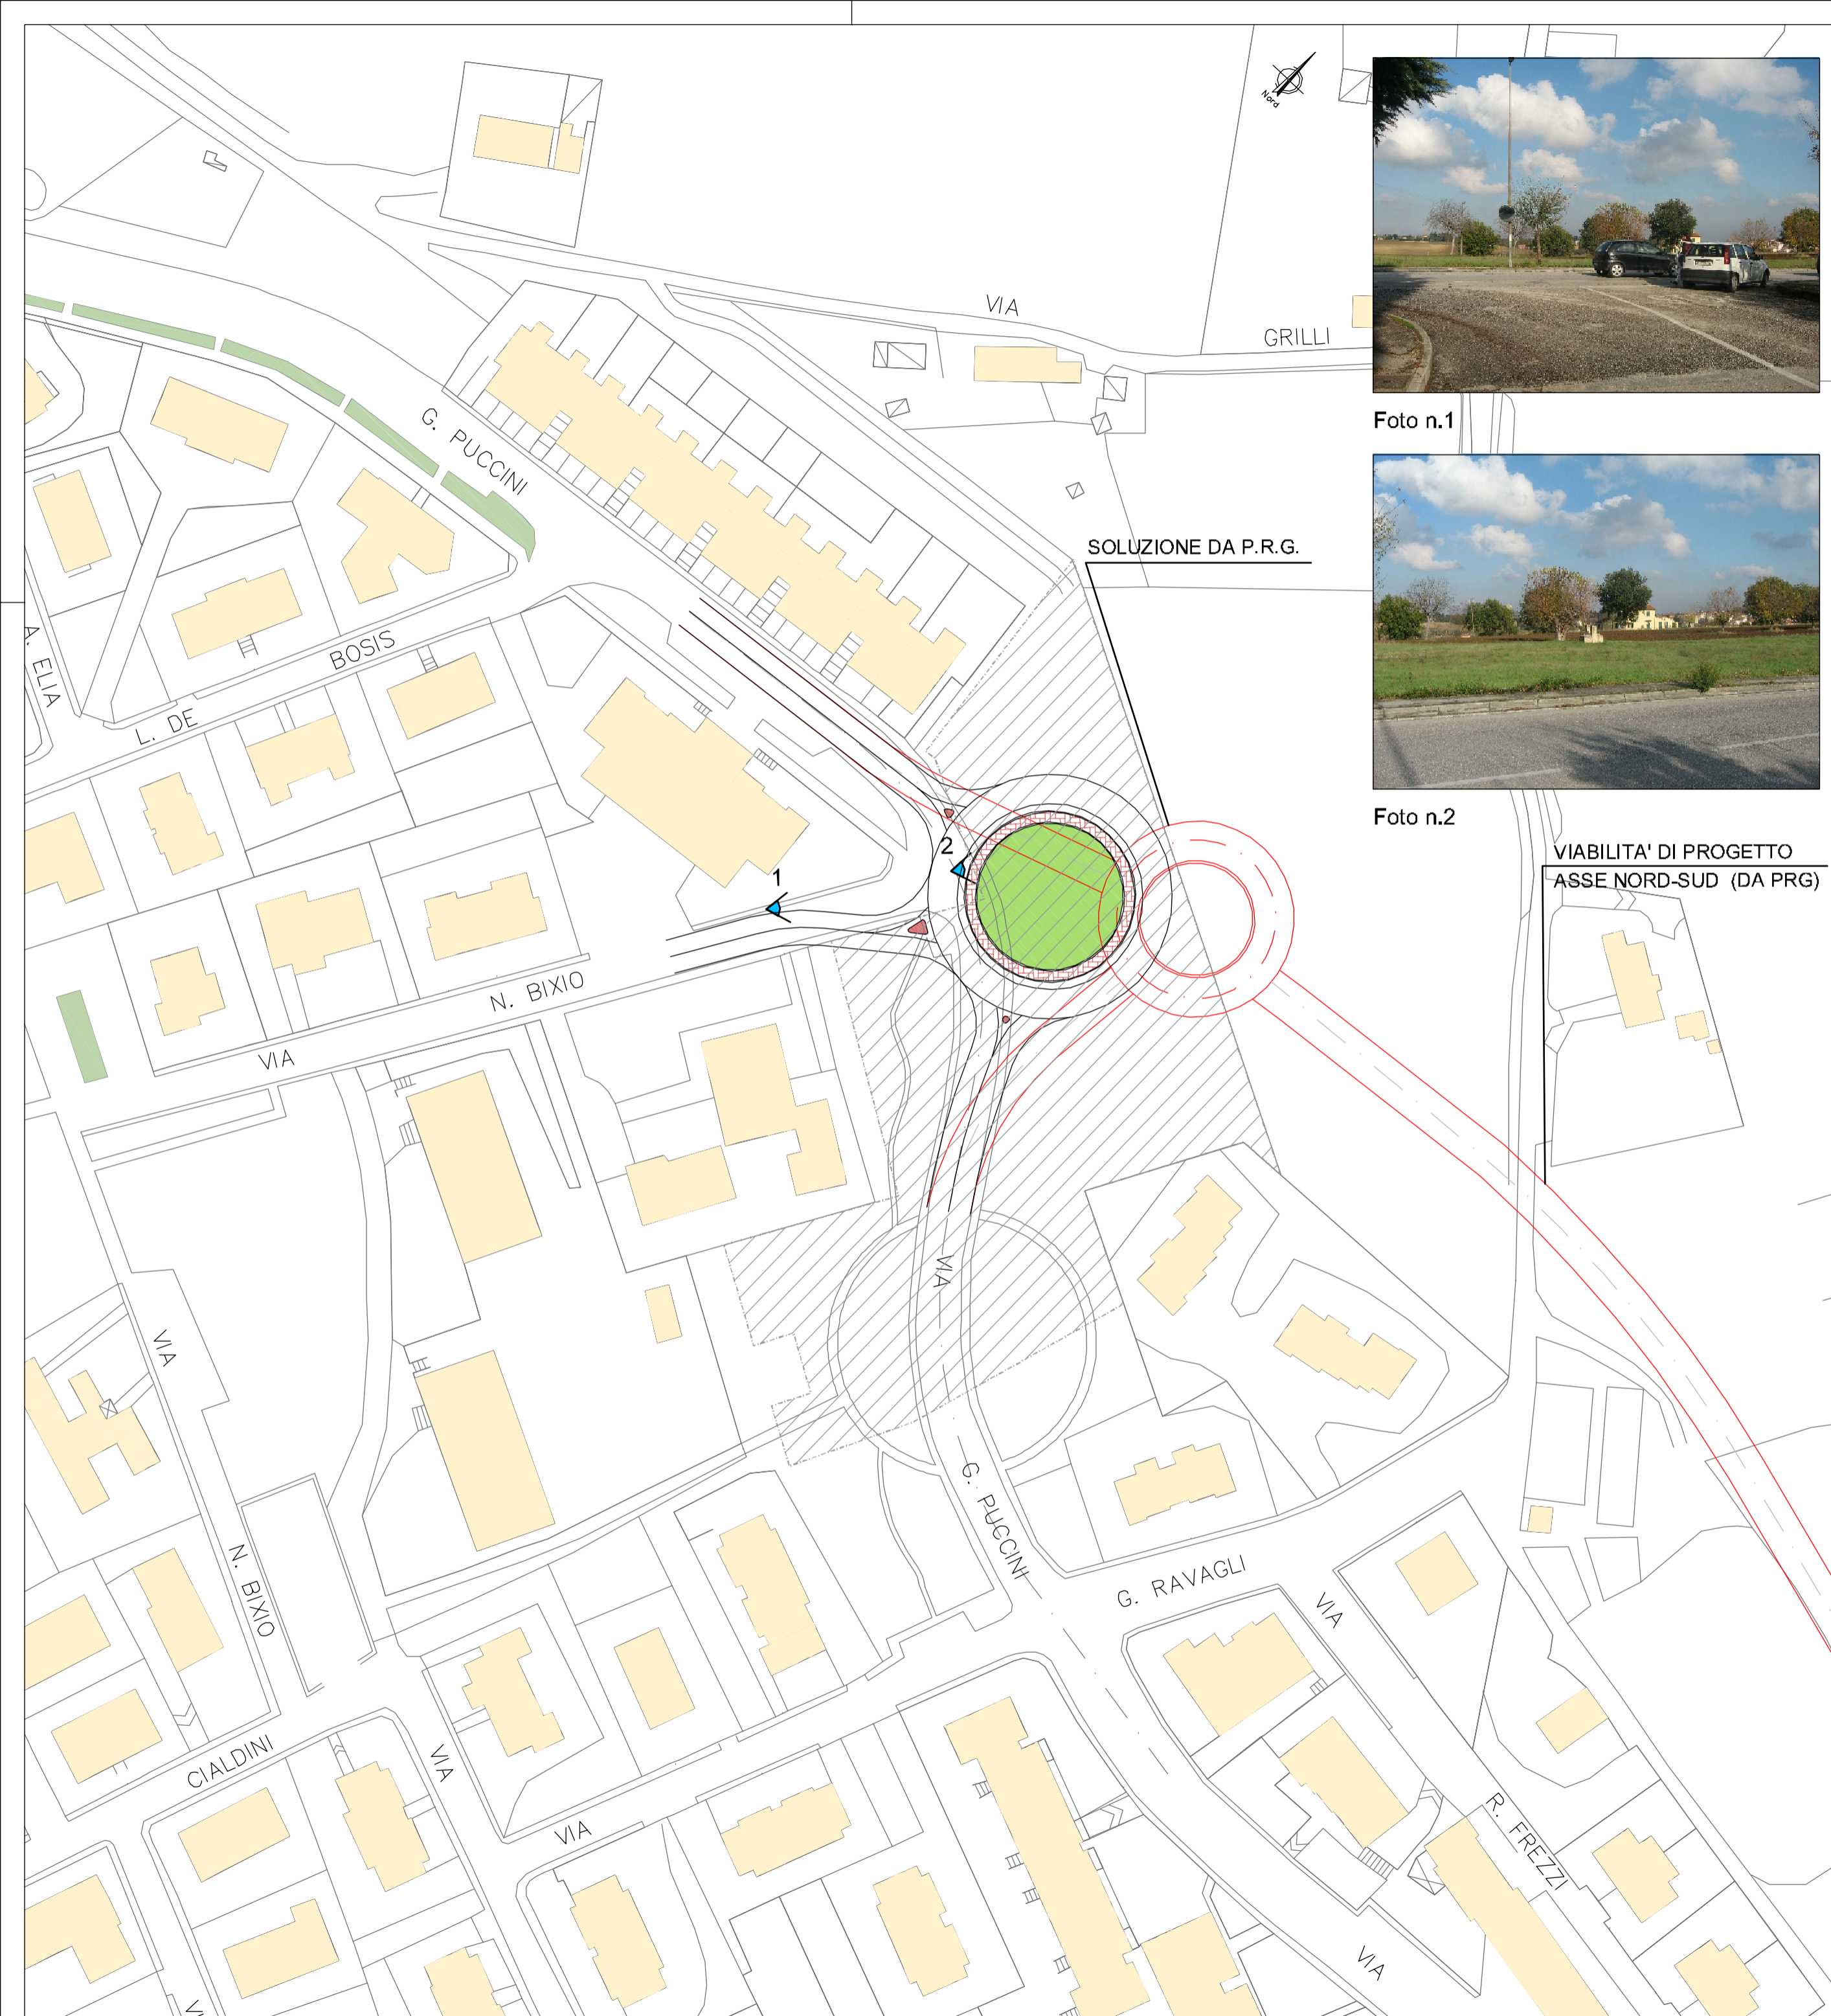 Nord
Foto n.1
VIA
GRILLI
G. PUCCINI
SOLUZIONE DA P.R.G.
Foto n.2
A. ELIA
L. DE
BOSIS
VIABILITA' DI PROGETTO
ASSE NORD-SUD (DA PRG)
2
1
VIA
N. BIXIO
VIA
G. PUCCINI
VIA
N. BIXIO
G. RAVAGLI
VIA
CIALDINI
VIA
VIA
R. FREZZI
VIA